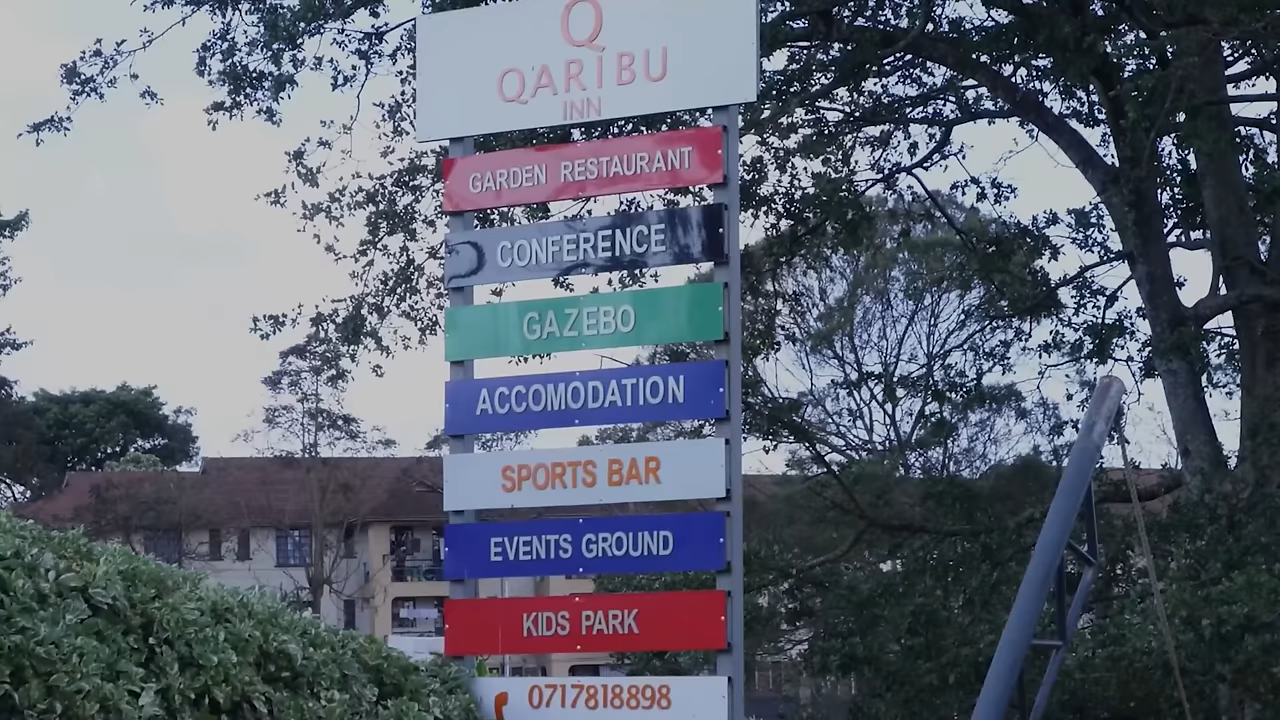 Q
QARIBU
INN
GARDEN RESTAURANT
CONFERENCE
GAZEBO
ACCOMODATION
SPORTS BAR
EVENTS GROUND
KIDS PARK
0717818898